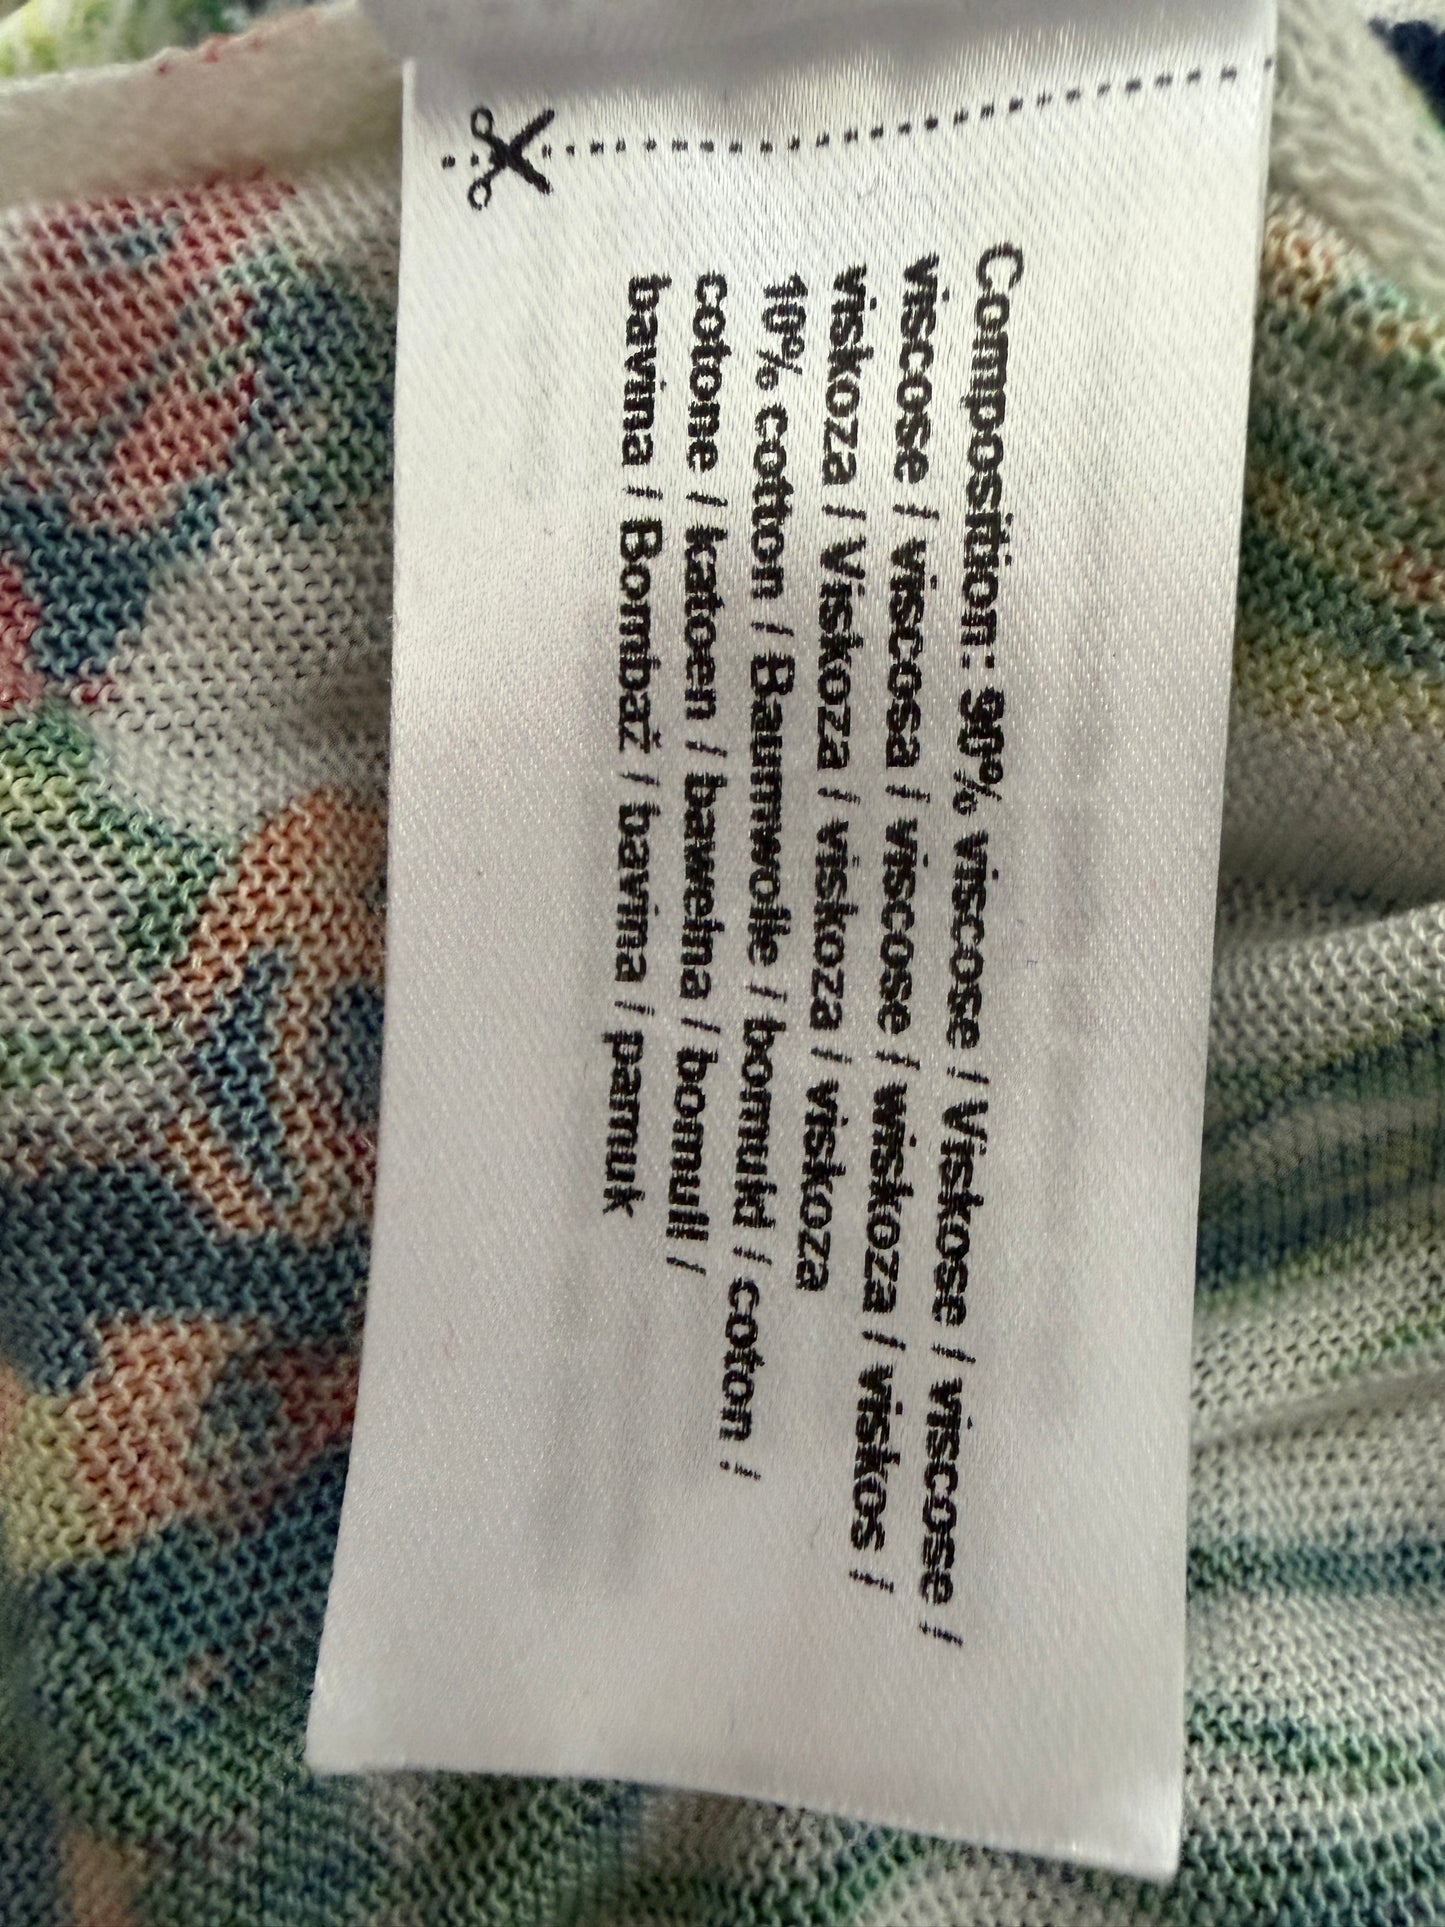 Composition: 90% viscose / Viskose / viscose /
viscose / viscosa / viscose / wiskoza / viskos /
viskoza / Viskoza / viskoza / viskoza
10% cotton / Baumwolle / bomuld / coton /
cotone / katoen / bawełna / bomull /
bavlna / Bombaž / bavlna / pamuk